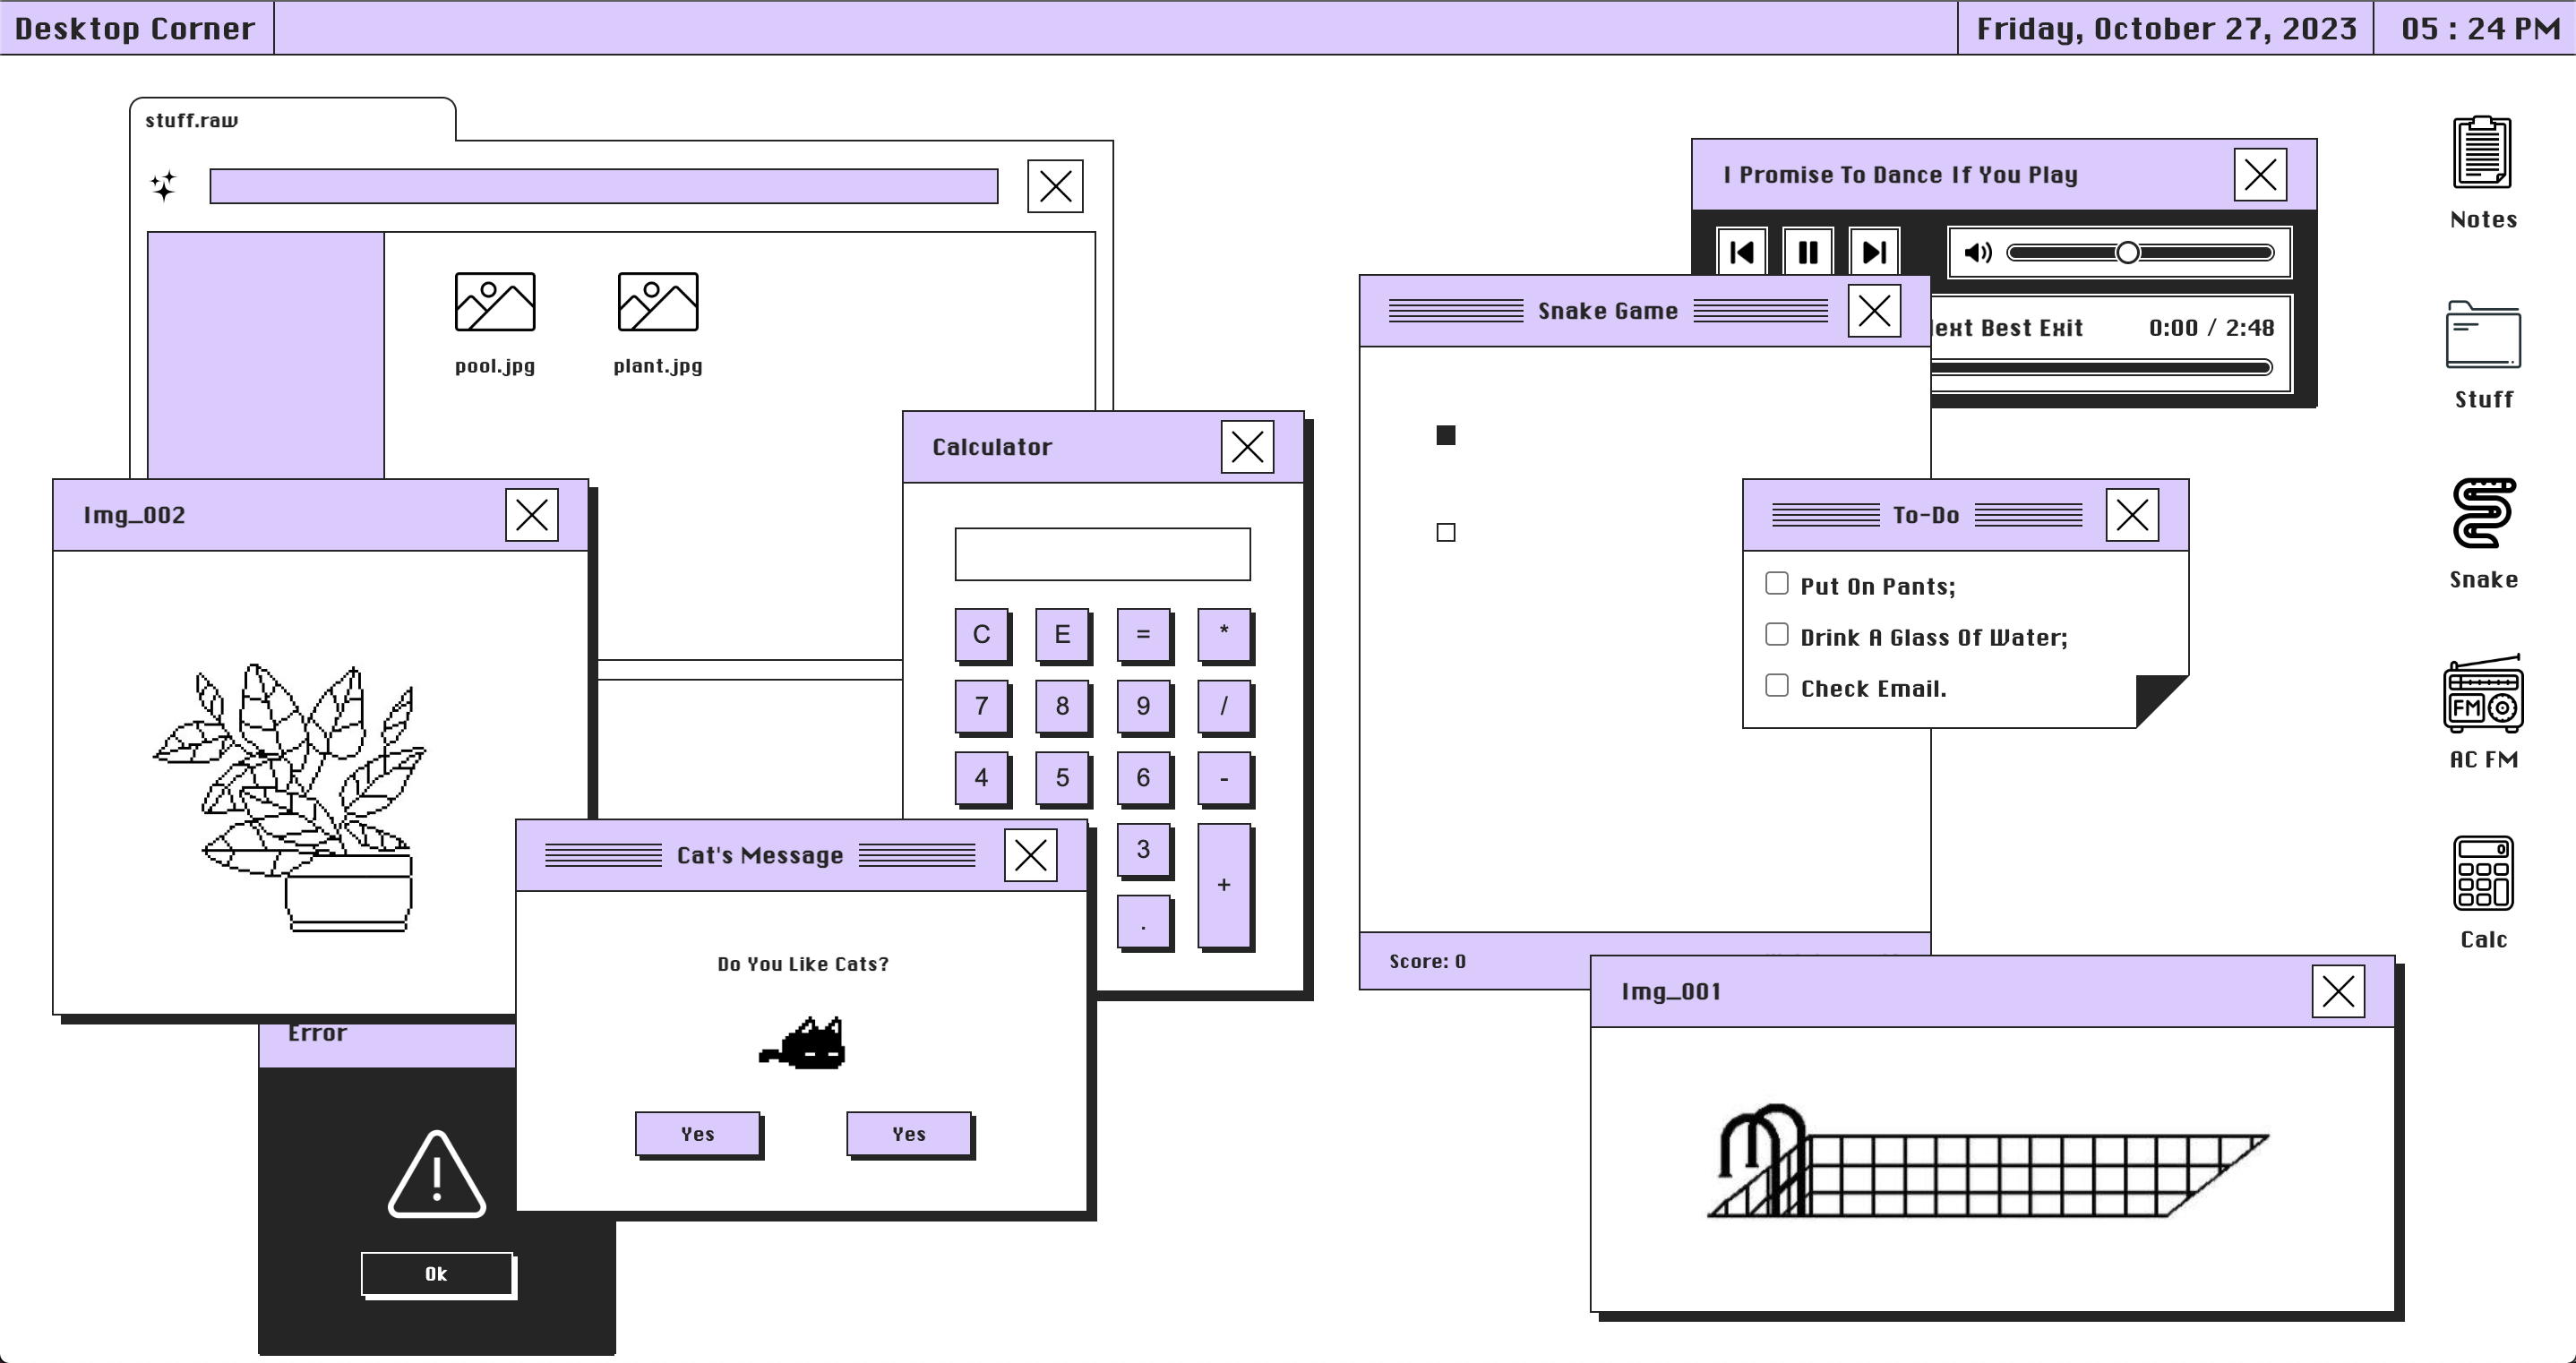 Desktop Corner
Friday, October 27, 2023
05 : 24 PM
stuff.raw
pool.jpg
plant.jpg
I Promise To Dance If You Play
Best Exit
0:00 / 2:48
Snake Game
Score: 0
Calculator
C E = *
7 8 9 /
4 5 6 -
3 +
.
Img_002
To-Do
Put On Pants;
Drink A Glass Of Water;
Check Email.
Cat's Message
Do You Like Cats?
Yes
Yes
Error
Ok
Img_001
Notes
Stuff
Snake
FM
AC FM
0
Calc